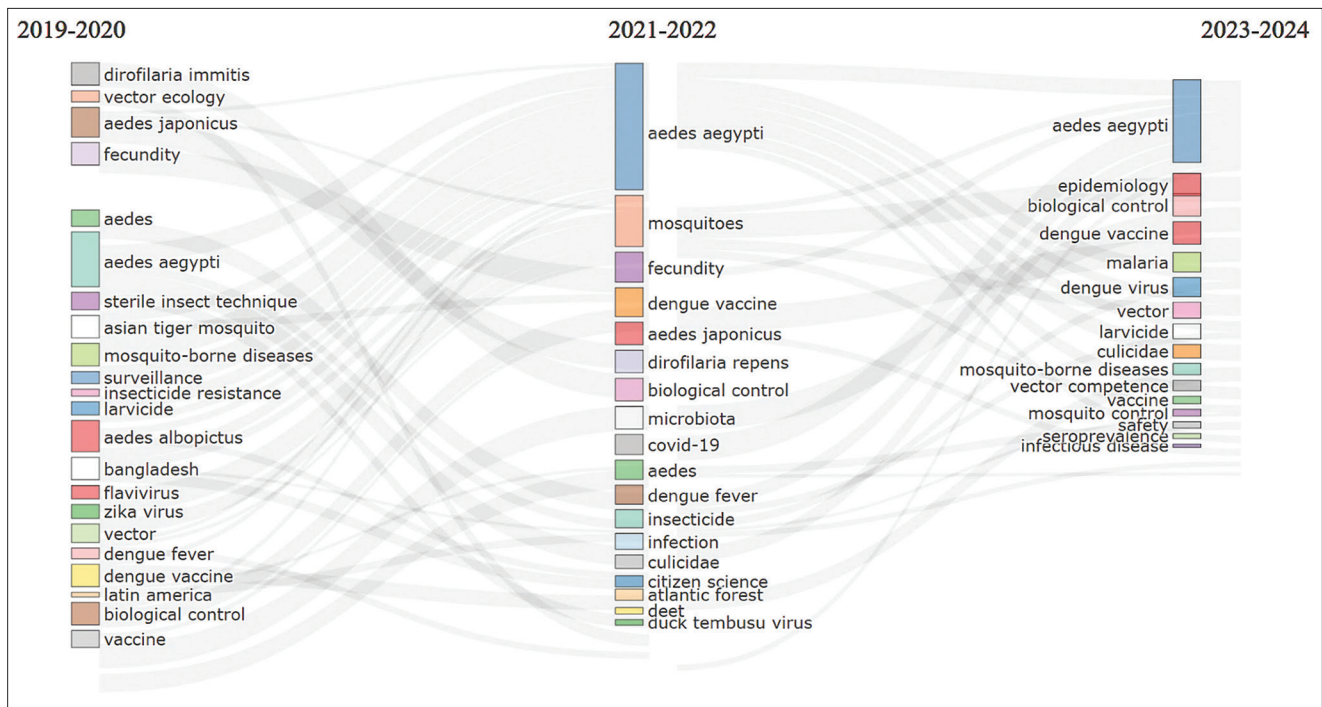 2019-2020
2021-2022
2023-2024
dirofilaria immitis
vector ecology
aedes japonicus
fecundity
aedes
aedes aegypti
sterile insect technique
asian tiger mosquito
mosquito-borne diseases
surveillance
insecticide resistance
larvicide
aedes albopictus
bangladesh
flavivirus
zika virus
vector
dengue fever
dengue vaccine
latin america
biological control
vaccine
aedes aegypti
mosquitoes
fecundity
dengue vaccine
aedes japonicus
dirofilaria repens
biological control
microbiota
covid-19
aedes
dengue fever
insecticide
infection
culicidae
citizen science
atlantic forest
deet
duck tembusu virus
aedes aegypti
epidemiology
biological control
dengue vaccine
malaria
dengue virus
vector
larvicide
culicidae
mosquito-borne diseases
vector competence
vaccine
mosquito control
safety
seroprevalence
infectious disease